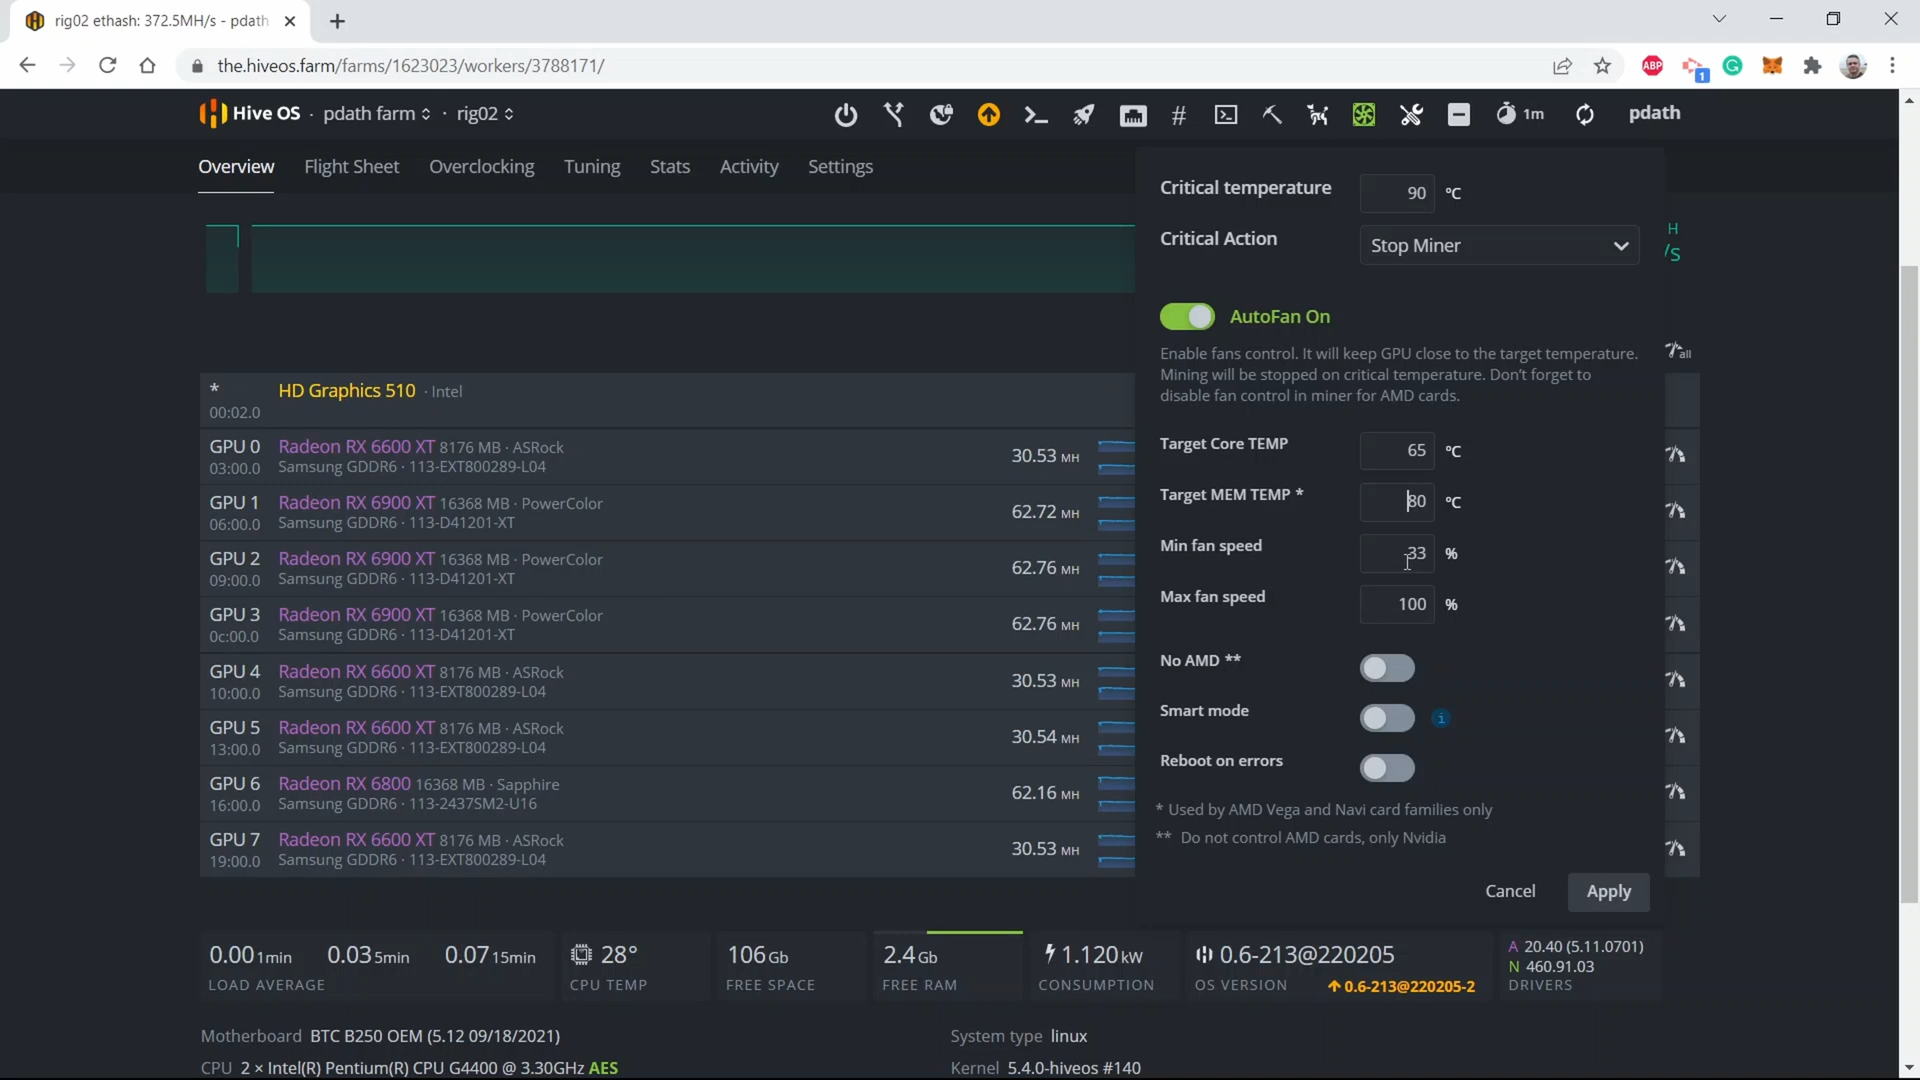 rig02 ethash: 372.5MH/s - pdath
the.hiveos.farm/farms/1623023/workers/3788171/
ABP
1
Hive OS · pdath farm · rig02
1m
pdath
Overview
Flight Sheet
Overclocking
Tuning
Stats
Activity
Settings
H
/s
all
* HD Graphics 510 · Intel
00:02.0
GPU 0 Radeon RX 6600 XT 8176 MB · ASRock
03:00.0 Samsung GDDR6 · 113-EXT800289-L04
30.53 MH
GPU 1 Radeon RX 6900 XT 16368 MB · PowerColor
06:00.0 Samsung GDDR6 · 113-D41201-XT
62.72 MH
GPU 2 Radeon RX 6900 XT 16368 MB · PowerColor
09:00.0 Samsung GDDR6 · 113-D41201-XT
62.76 MH
GPU 3 Radeon RX 6900 XT 16368 MB · PowerColor
0c:00.0 Samsung GDDR6 · 113-D41201-XT
62.76 MH
GPU 4 Radeon RX 6600 XT 8176 MB · ASRock
10:00.0 Samsung GDDR6 · 113-EXT800289-L04
30.53 MH
GPU 5 Radeon RX 6600 XT 8176 MB · ASRock
13:00.0 Samsung GDDR6 · 113-EXT800289-L04
30.54 MH
GPU 6 Radeon RX 6800 16368 MB · Sapphire
16:00.0 Samsung GDDR6 · 113-2437SM2-U16
62.16 MH
GPU 7 Radeon RX 6600 XT 8176 MB · ASRock
19:00.0 Samsung GDDR6 · 113-EXT800289-L04
30.53 MH
Critical temperature 90 °C
Critical Action Stop Miner
AutoFan On
Enable fans control. It will keep GPU close to the target temperature.
Mining will be stopped on critical temperature. Don't forget to
disable fan control in miner for AMD cards.
Target Core TEMP 65 °C
Target MEM TEMP * 80 °C
Min fan speed 33 %
Max fan speed 100 %
No AMD **
Smart mode i
Reboot on errors
* Used by AMD Vega and Navi card families only
** Do not control AMD cards, only Nvidia
Cancel
Apply
0.00 1min 0.03 5min 0.07 15min
LOAD AVERAGE
28°
CPU TEMP
106 Gb
FREE SPACE
2.4 Gb
FREE RAM
1.120 kW
CONSUMPTION
0.6-213@220205
OS VERSION 0.6-213@220205-2
A 20.40 (5.11.0701)
N 460.91.03
DRIVERS
Motherboard BTC B250 OEM (5.12 09/18/2021)
System type linux
CPU 2 × Intel(R) Pentium(R) CPU G4400 @ 3.30GHz AES
Kernel 5.4.0-hiveos #140